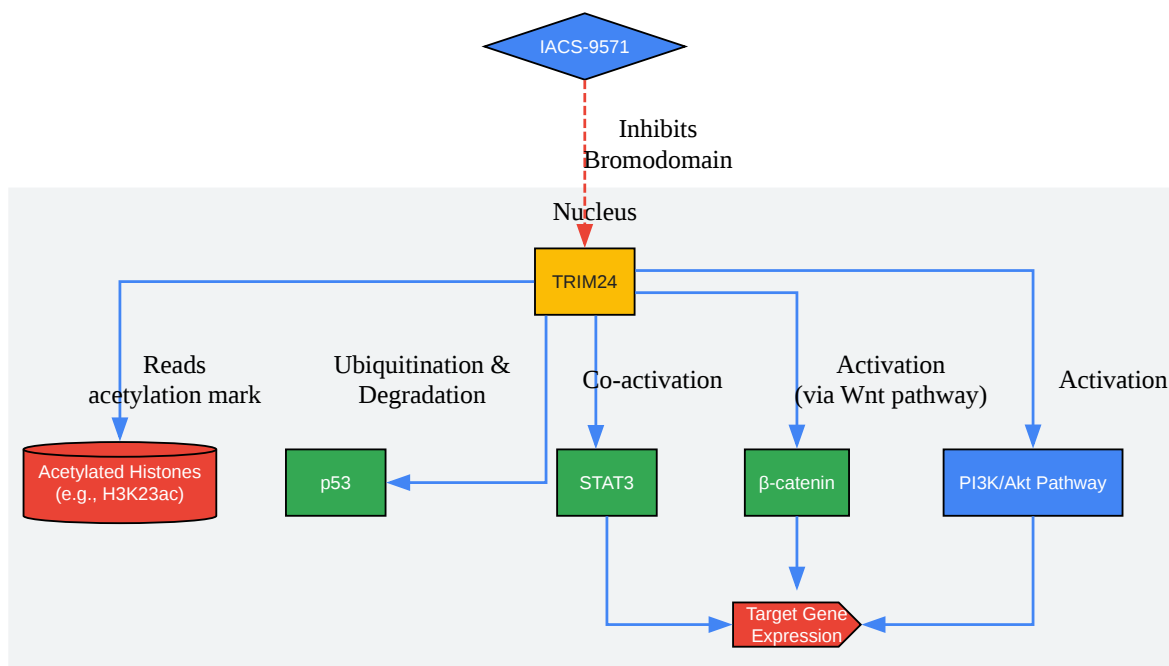 IACS-9571
Inhibits
Bromodomain
Nucleus
TRIM24
Reads
acetylation mark
Ubiquitination &
Degradation
Co-activation
Activation
(via Wnt pathway)
Activation
Acetylated Histones
(e.g., H3K23ac)
p53
STAT3
β-catenin
PI3K/Akt Pathway
Target Gene
Expression